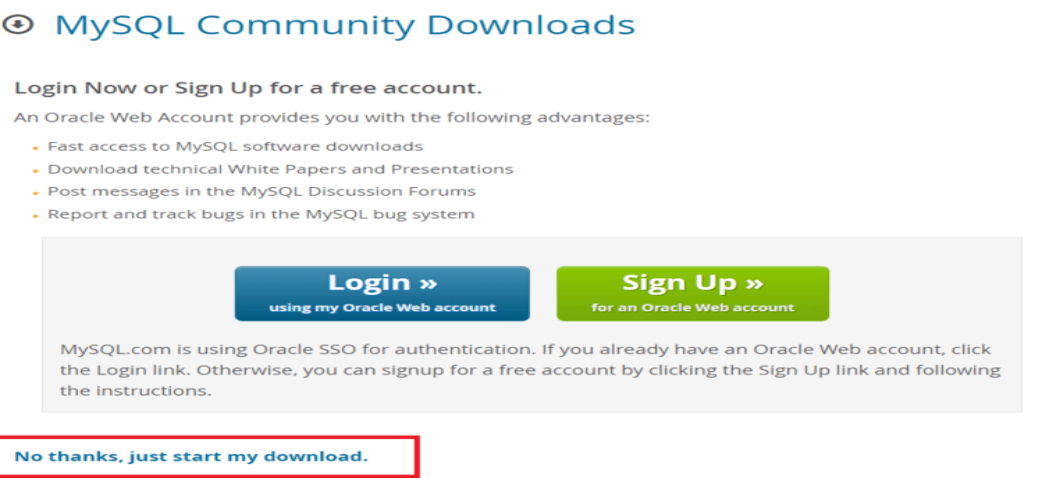 MySQL Community Downloads
Login Now or Sign Up for a free account.
An Oracle Web Account provides you with the following advantages:
Fast access to MySQL software downloads
Download technical White Papers and Presentations
Post messages in the MySQL Discussion Forums
Report and track bugs in the MySQL bug system
Login »
using my Oracle Web account
Sign Up »
for an Oracle Web account
MySQL.com is using Oracle SSO for authentication. If you already have an Oracle Web account, click
the Login link. Otherwise, you can signup for a free account by clicking the Sign Up link and following
the instructions.
No thanks, just start my download.